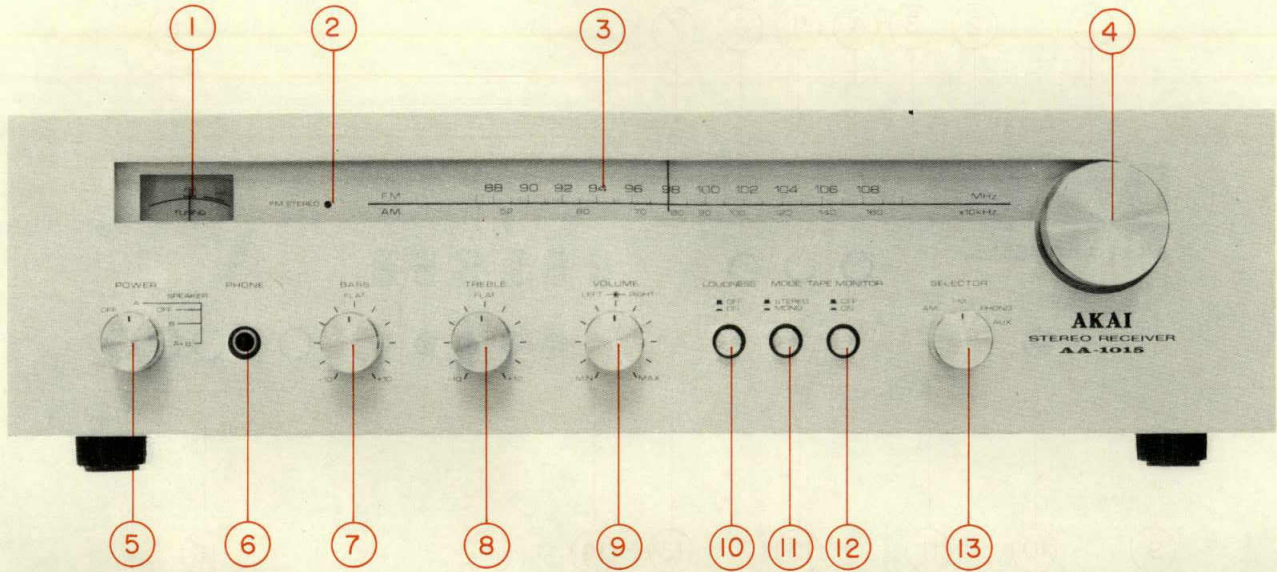 1 2 3 4
88 90 92 94 96 98 100 102 104 106 108
FM STEREO FM MHz
TUNING AM 60 70 80 90 100 120 140 160 x10kHz
POWER PHONE BASS TREBLE VOLUME LOUDNESS MODE TAPE MONITOR SELECTOR
SPEAKER FLAT FLAT LEFT RIGHT OFF STEREO OFF FM
OFF A ON MONO ON AM PHONO
OFF AUX
B
A+B
-10 +10 -10 +10 MIN MAX
AKAI
STEREO RECEIVER
AA-1015
5 6 7 8 9 10 11 12 13